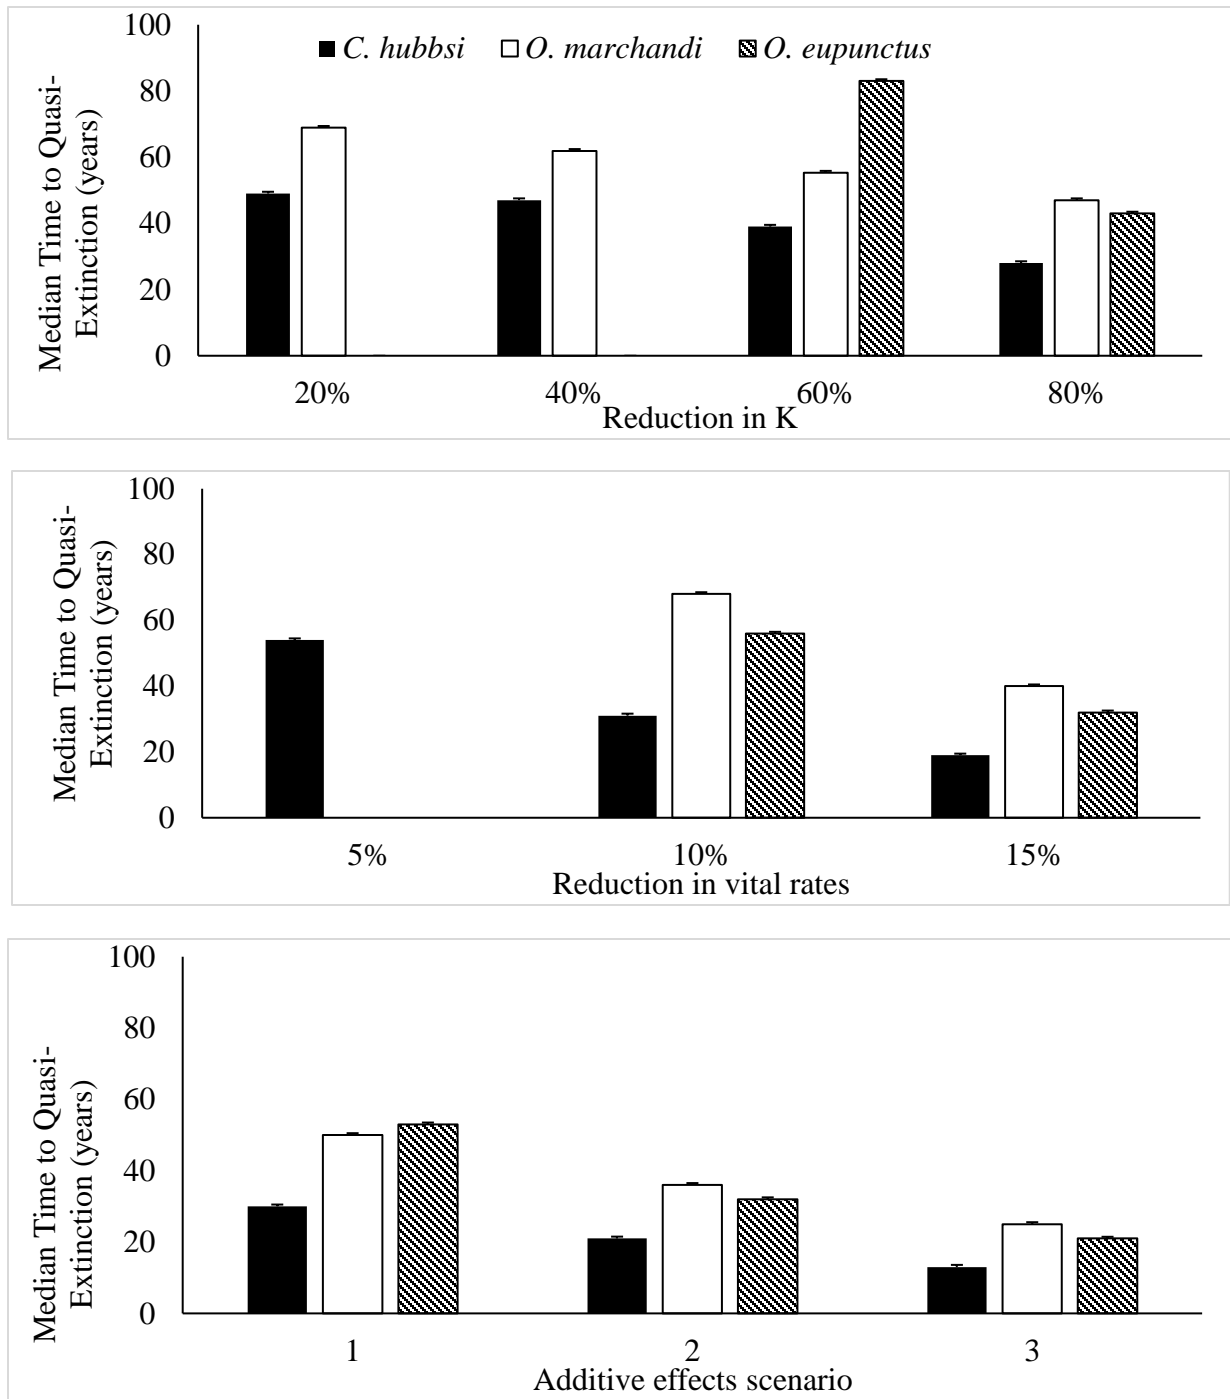 100
80
60
40
20
0
Median Time to Quasi-
Extinction (years)
C. hubbsi O. marchandi O. eupunctus
20% 40% 60% 80%
Reduction in K
100
80
60
40
20
0
Median Time to Quasi-
Extinction (years)
5% 10% 15%
Reduction in vital rates
100
80
60
40
20
0
Median Time to Quasi-
Extinction (years)
1 2 3
Additive effects scenario